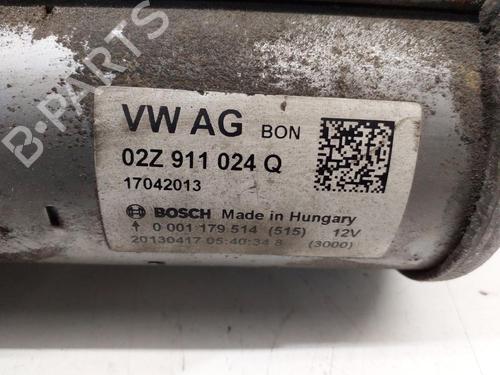 B-PARTS
VW AG BON
02Z 911 024 Q
17042013
BOSCH Made in Hungary
0 001 179 514 (515) 12V
20130417 05:40:34 8 (3000)